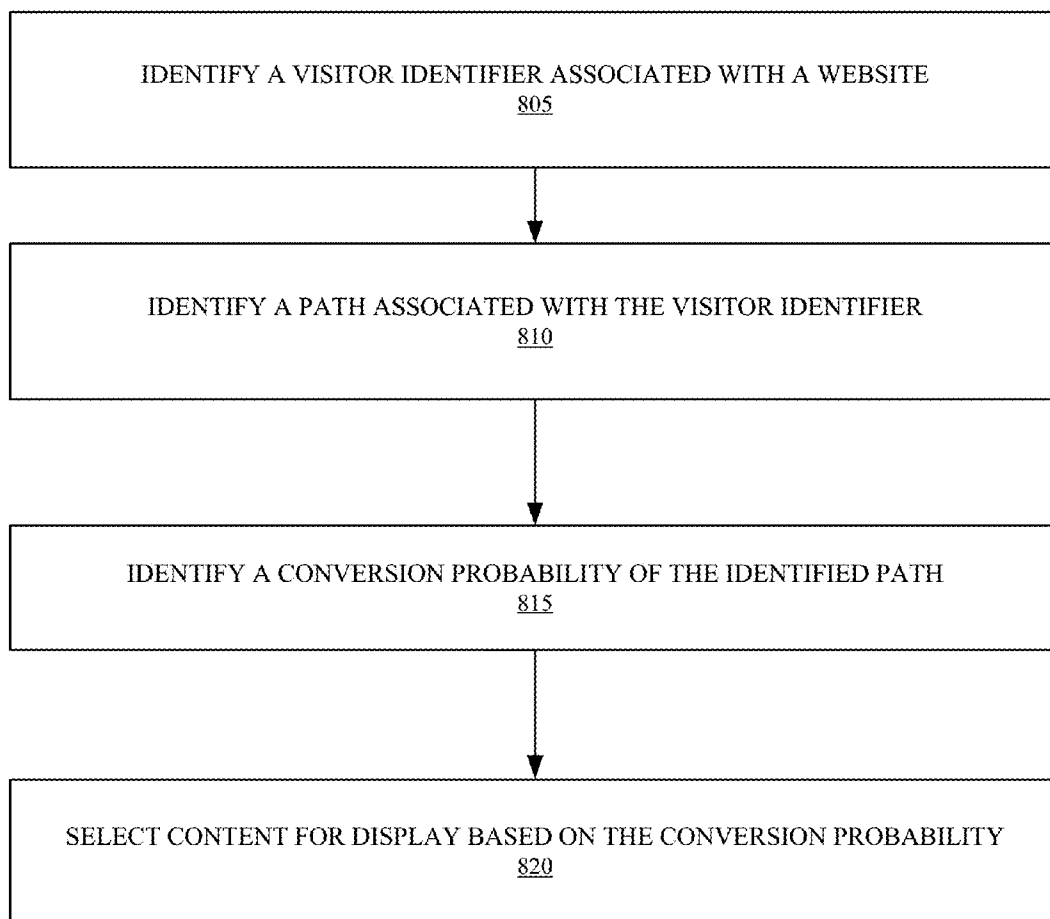 IDENTIFY A VISITOR IDENTIFIER ASSOCIATED WITH A WEBSITE
805
IDENTIFY A PATH ASSOCIATED WITH THE VISITOR IDENTIFIER
810
IDENTIFY A CONVERSION PROBABILITY OF THE IDENTIFIED PATH
815
SELECT CONTENT FOR DISPLAY BASED ON THE CONVERSION PROBABILITY
820